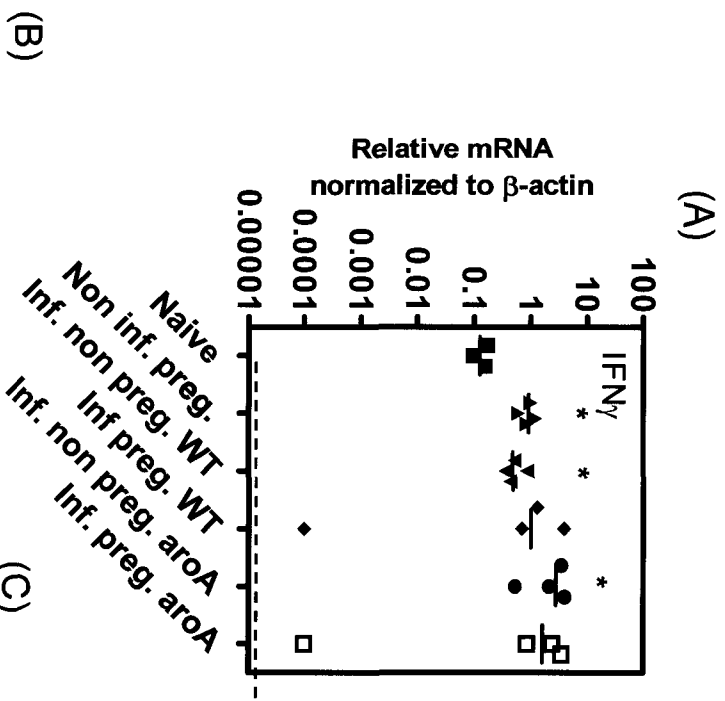 (A)
IFNγ
Relative mRNA
normalized to β-actin
100
10
1
0.1
0.01
0.001
0.0001
0.00001
*
*
*
Naive
Non inf. preg.
Inf. non preg. WT
Inf preg. WT
Inf. non preg. aroA
Inf. preg. aroA
(B)
(C)